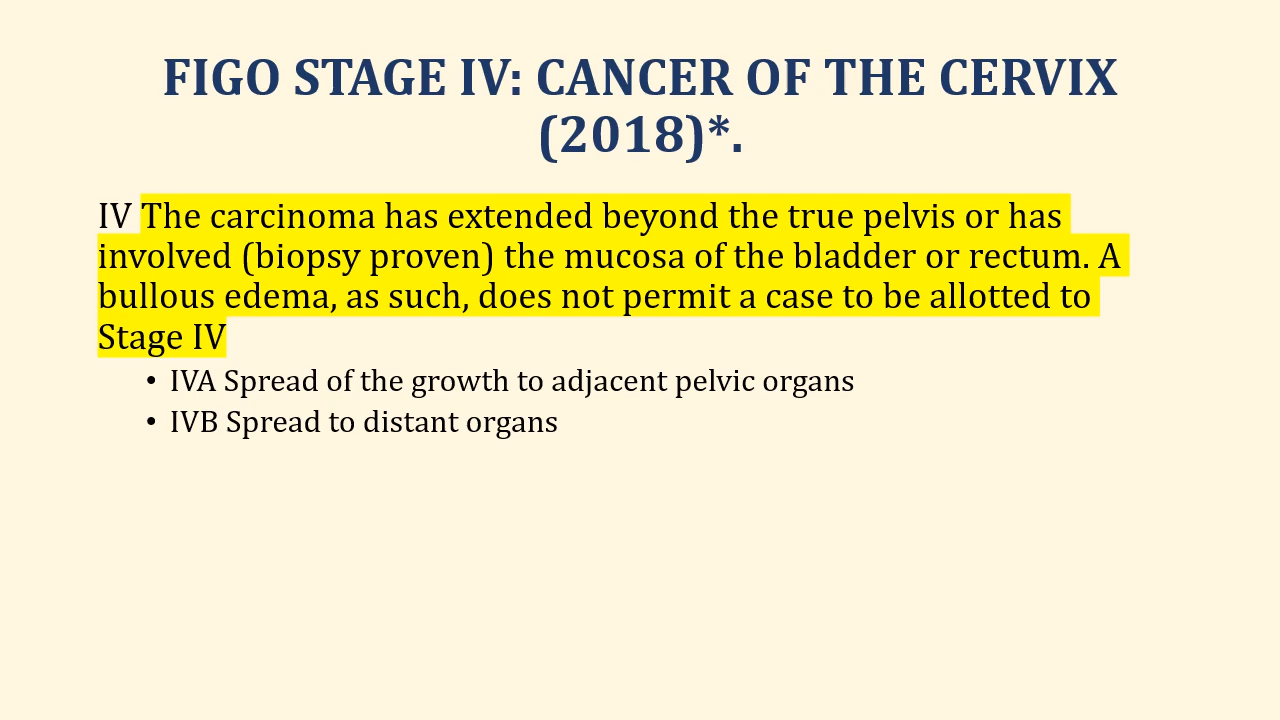 FIGO STAGE IV: CANCER OF THE CERVIX
(2018)*.
IV The carcinoma has extended beyond the true pelvis or has
involved (biopsy proven) the mucosa of the bladder or rectum. A
bullous edema, as such, does not permit a case to be allotted to
Stage IV
• IVA Spread of the growth to adjacent pelvic organs
• IVB Spread to distant organs